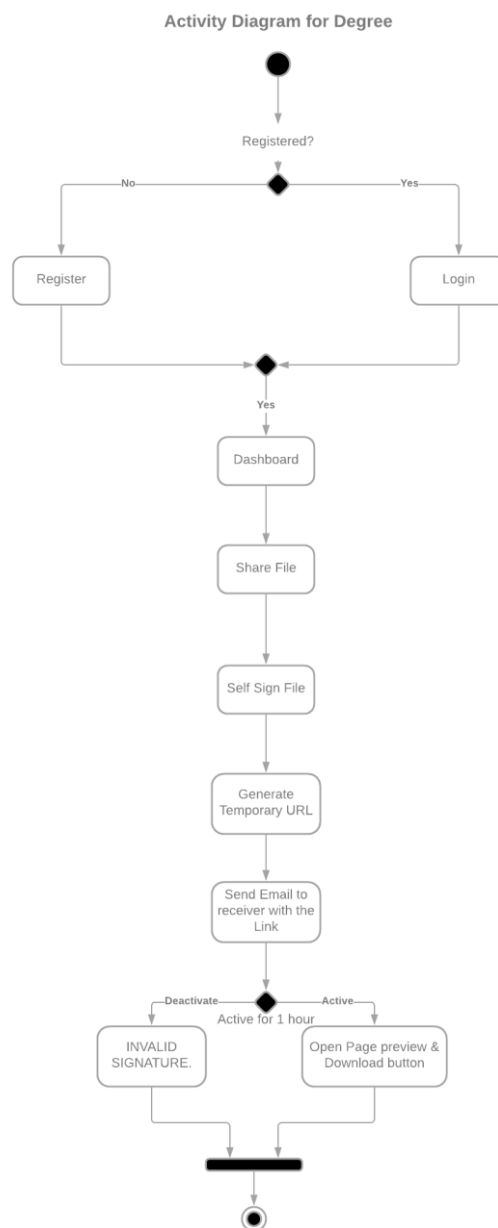 Activity Diagram for Degree
Registered?
No
Yes
Register
Login
Yes
Dashboard
Share File
Self Sign File
Generate
Temporary URL
Send Email to
receiver with the
Link
Deactivate
Active
Active for 1 hour
INVALID
SIGNATURE.
Open Page preview &
Download button